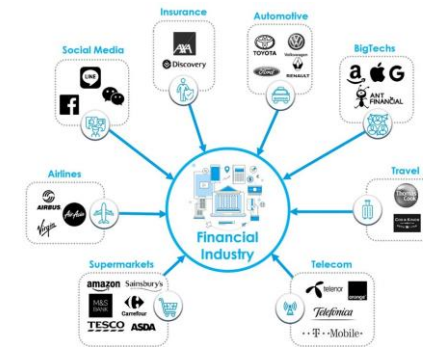 Insurance
AXA
Discovery
Automotive
TOYOTA
Volkswagen
Ford
RENAULT
Social Media
LINE
BigTechs
a
G
ANT
FINANCIAL
Airlines
AIRBUS
AirAsia
Virgin
Financial
Industry
Travel
Thomas
Cook
Supermarkets
amazon
Sainsbury's
M&S
BANK
Carrefour
TESCO
ASDA
Telecom
telenor
orange
Telefónica
T Mobile